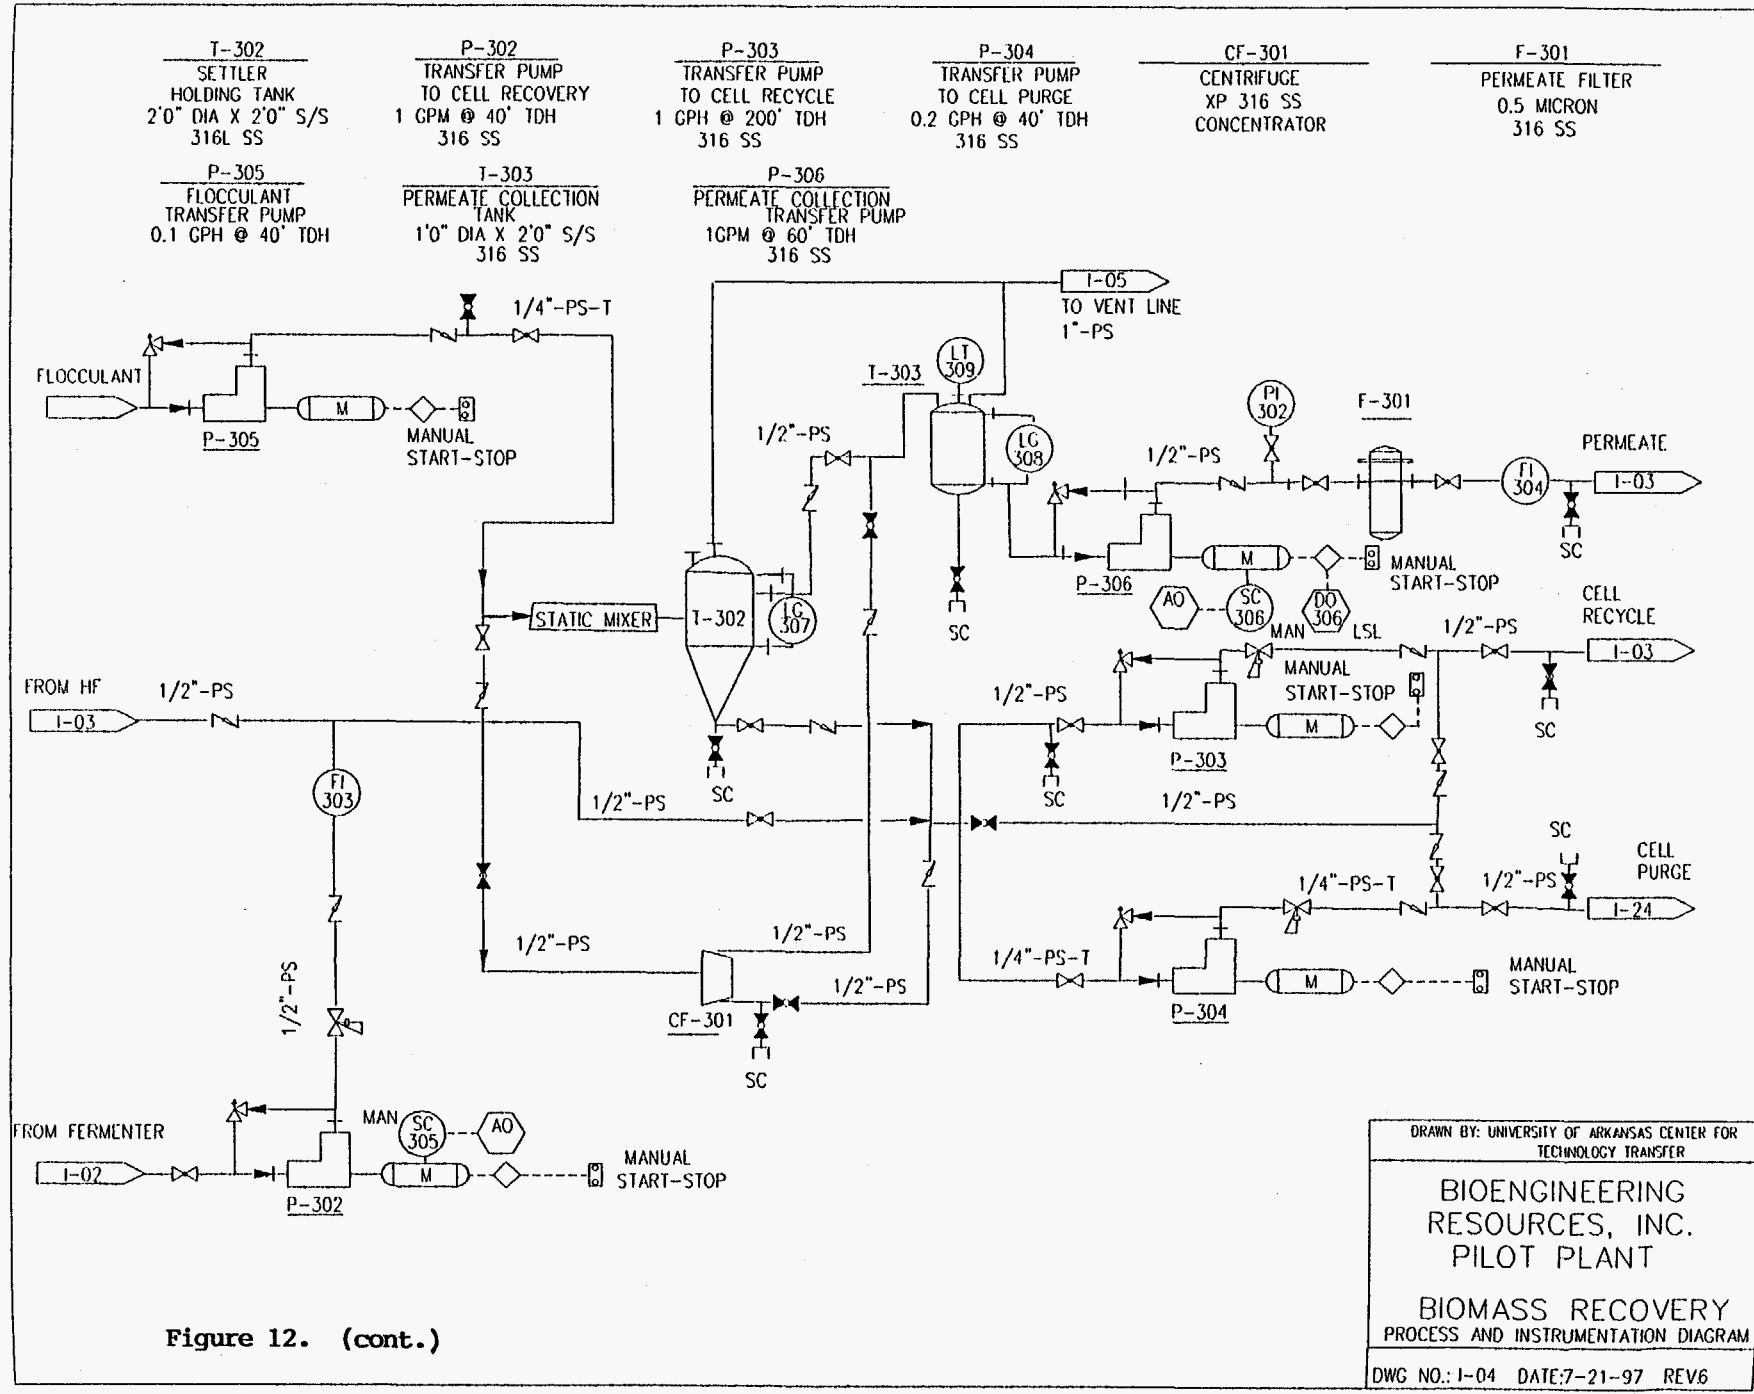 T-302
SETTLER
HOLDING TANK
2'0" DIA X 2'0" S/S
316L SS
P-302
TRANSFER PUMP
TO CELL RECOVERY
1 GPM @ 40' TDH
316 SS
P-303
TRANSFER PUMP
TO CELL RECYCLE
1 GPH @ 200' TDH
316 SS
P-304
TRANSFER PUMP
TO CELL PURGE
0.2 GPH @ 40' TDH
316 SS
CF-301
CENTRIFUGE
XP 316 SS
CONCENTRATOR
F-301
PERMEATE FILTER
0.5 MICRON
316 SS
P-305
FLOCCULANT
TRANSFER PUMP
0.1 GPH @ 40' TDH
T-303
PERMEATE COLLECTION
TANK
1'0" DIA X 2'0" S/S
316 SS
P-306
PERMEATE COLLECTION
TRANSFER PUMP
1GPM @ 60' TDH
316 SS
I-05
TO VENT LINE
1"-PS
1/4"-PS-T
FLOCCULANT
M
P-305
MANUAL
START-STOP
LT
309
T-303
1/2"-PS
LG
308
PI
302
F-301
1/2"-PS
PERMEATE
FI
304
I-03
SC
M
P-306
MANUAL
START-STOP
AO
SC
306
DO
306
SC
STATIC MIXER
T-302
LG
307
MAN
LSL
1/2"-PS
CELL
RECYCLE
I-03
SC
MANUAL
START-STOP
1/2"-PS
M
P-303
SC
FROM HF
I-03
1/2"-PS
FI
303
SC
1/2"-PS
1/2"-PS
SC
CELL
PURGE
1/4"-PS-T
1/2"-PS
I-24
1/2"-PS
1/2"-PS
1/2"-PS
1/4"-PS-T
M
P-304
MANUAL
START-STOP
CF-301
SC
1/2"-PS
FROM FERMENTER
I-02
MAN
SC
305
AO
M
P-302
MANUAL
START-STOP
DRAWN BY: UNIVERSITY OF ARKANSAS CENTER FOR
TECHNOLOGY TRANSFER
BIOENGINEERING
RESOURCES, INC.
PILOT PLANT
BIOMASS RECOVERY
PROCESS AND INSTRUMENTATION DIAGRAM
DWG NO.: I-04 DATE:7-21-97 REV.6
Figure 12. (cont.)